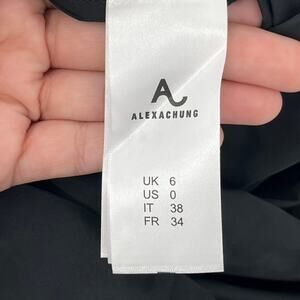 ALEXACHUNG
UK 6
US 0
IT 38
FR 34